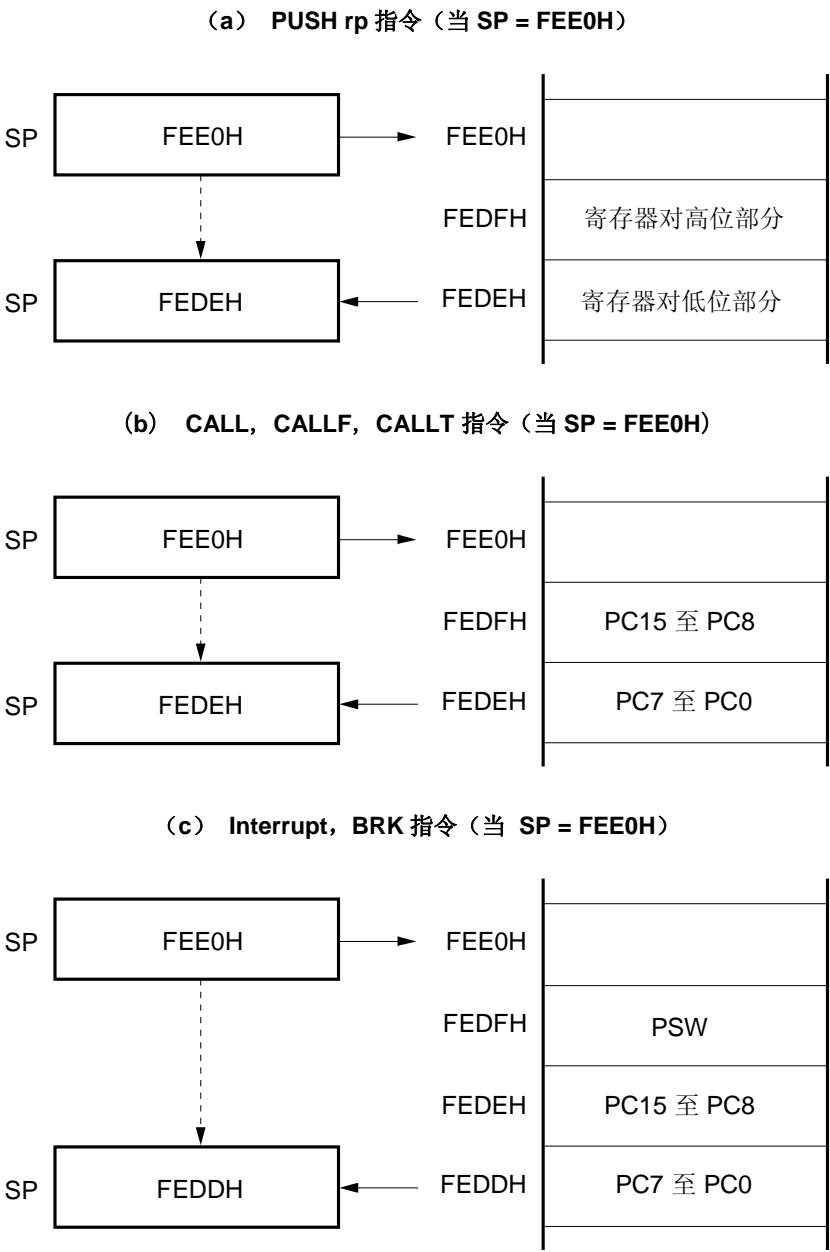 （a） PUSH rp 指令（当 SP = FEE0H）
SP FEE0H FEE0H
FEDFH 寄存器对高位部分
SP FEDEH FEDEH 寄存器对低位部分
（b） CALL，CALLF，CALLT 指令（当 SP = FEE0H）
SP FEE0H FEE0H
FEDFH PC15 至 PC8
SP FEDEH FEDEH PC7 至 PC0
（c） Interrupt，BRK 指令（当 SP = FEE0H）
SP FEE0H FEE0H
FEDFH PSW
FEDEH PC15 至 PC8
SP FEDDH FEDDH PC7 至 PC0